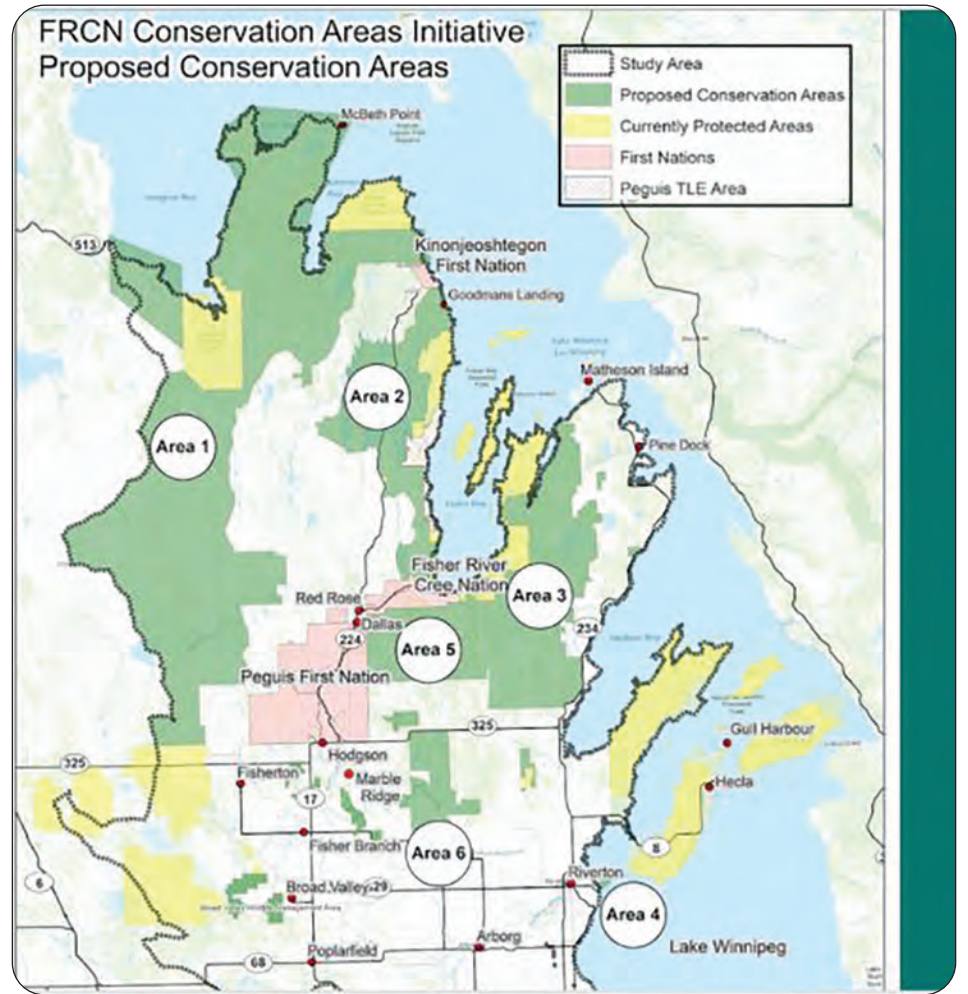 FRCN Conservation Areas Initiative
Proposed Conservation Areas
Study Area
Proposed Conservation Areas
Currently Protected Areas
First Nations
Peguis TLE Area
McBeth Point
513
Kinonjeoshtegon
First Nation
Goodmans Landing
Matheson Island
Area 2
Area 1
Pine Dock
Fisher River
Cree Nation
Area 3
Red Rose
Dallas
234
224
Area 5
Peguis First Nation
325
Gull Harbour
Hodgson
325
Fisherton
Marble
Ridge
Hecla
17
Fisher Branch
Area 6
8
6
Broad Valley
29
Riverton
Area 4
Arborg
Lake Winnipeg
Poplarfield
68